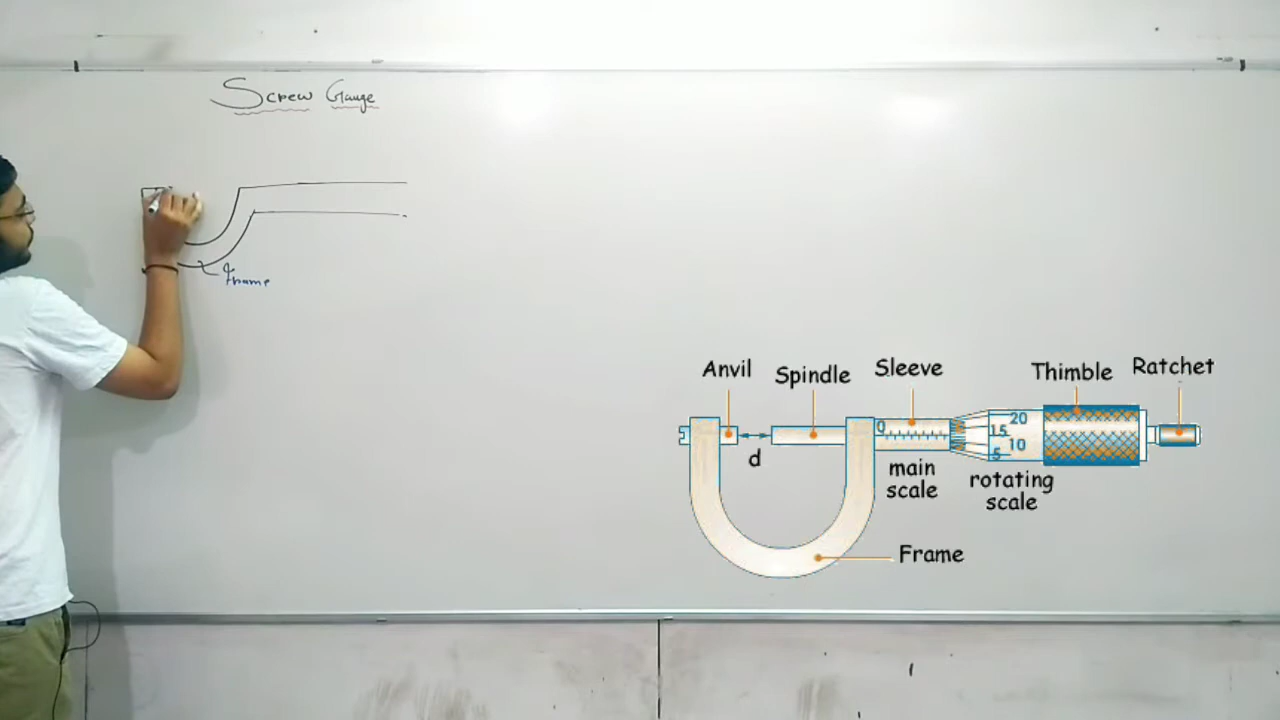 Screw Gauge
frame
Anvil
Spindle
Sleeve
Thimble
Ratchet
0
20
15
10
5
d
main
scale
rotating
scale
Frame